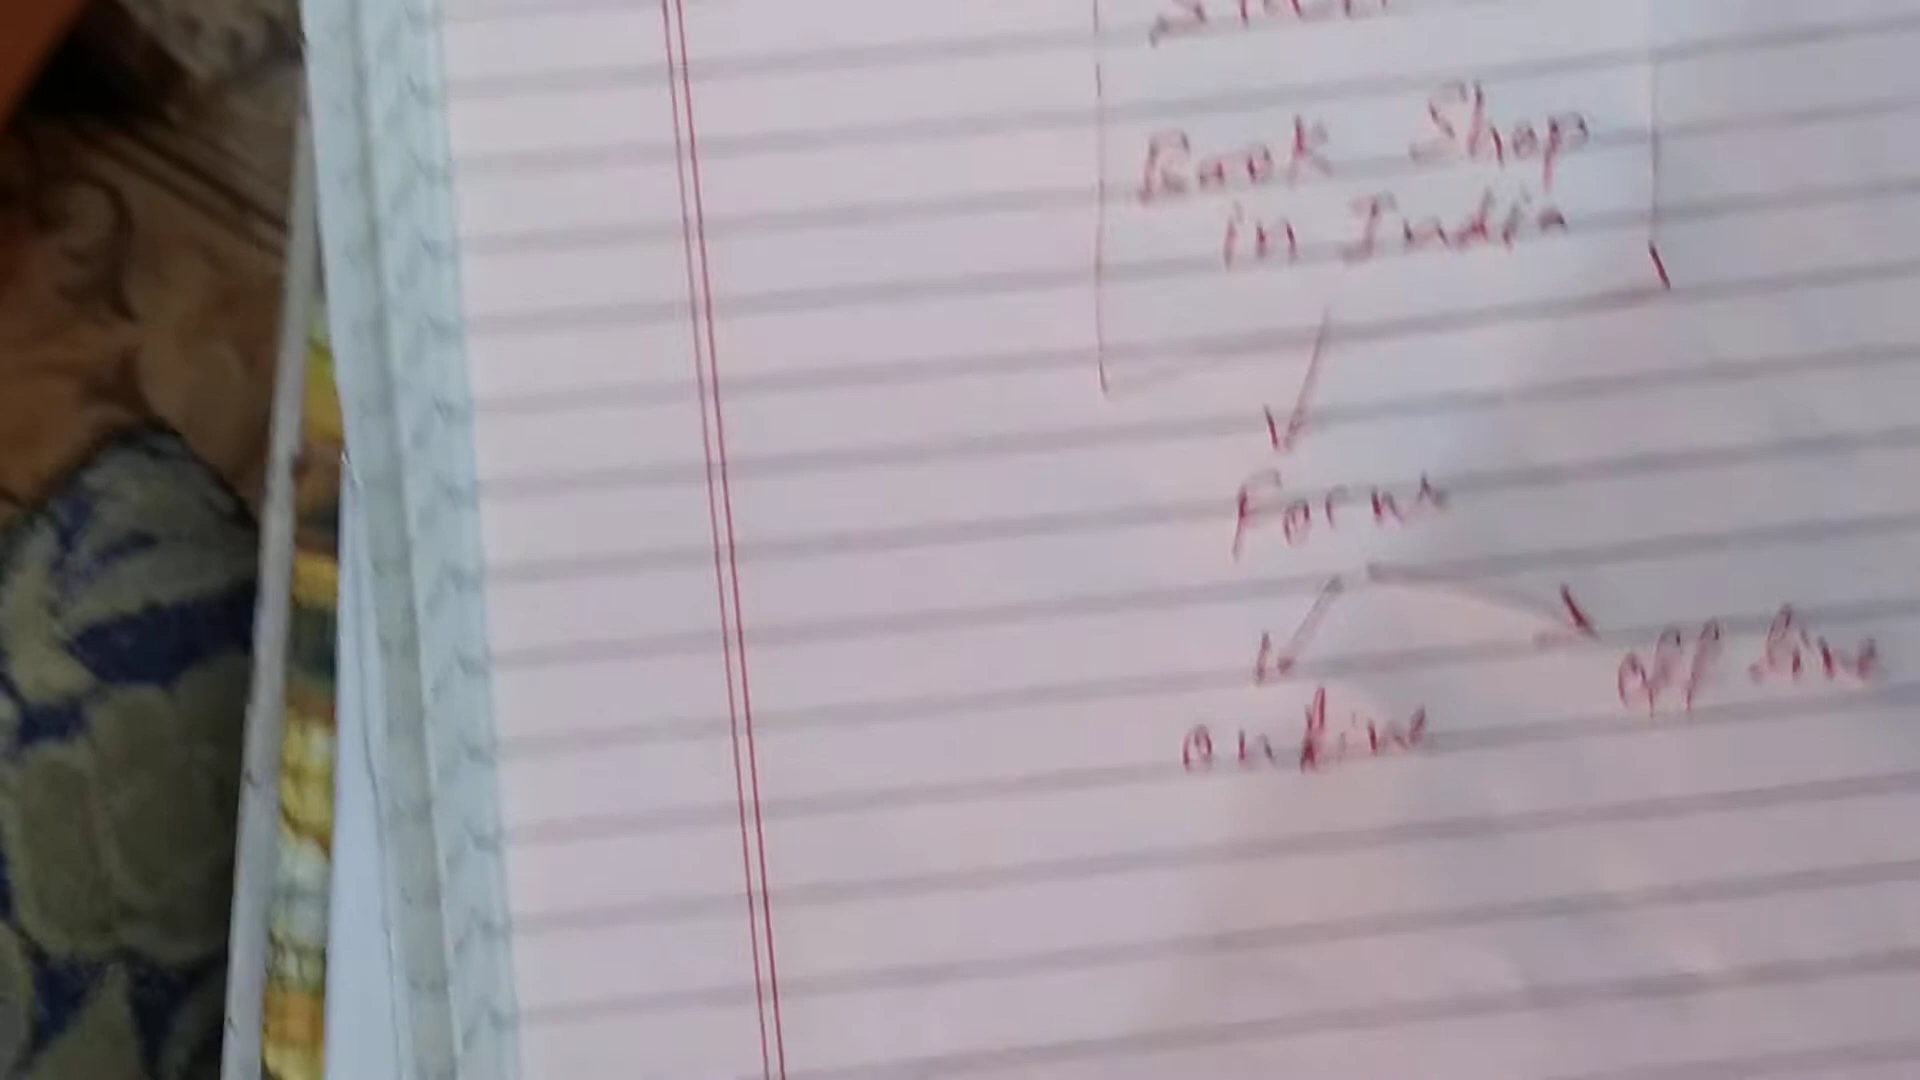 Book Shop
in India
Form
online
off line